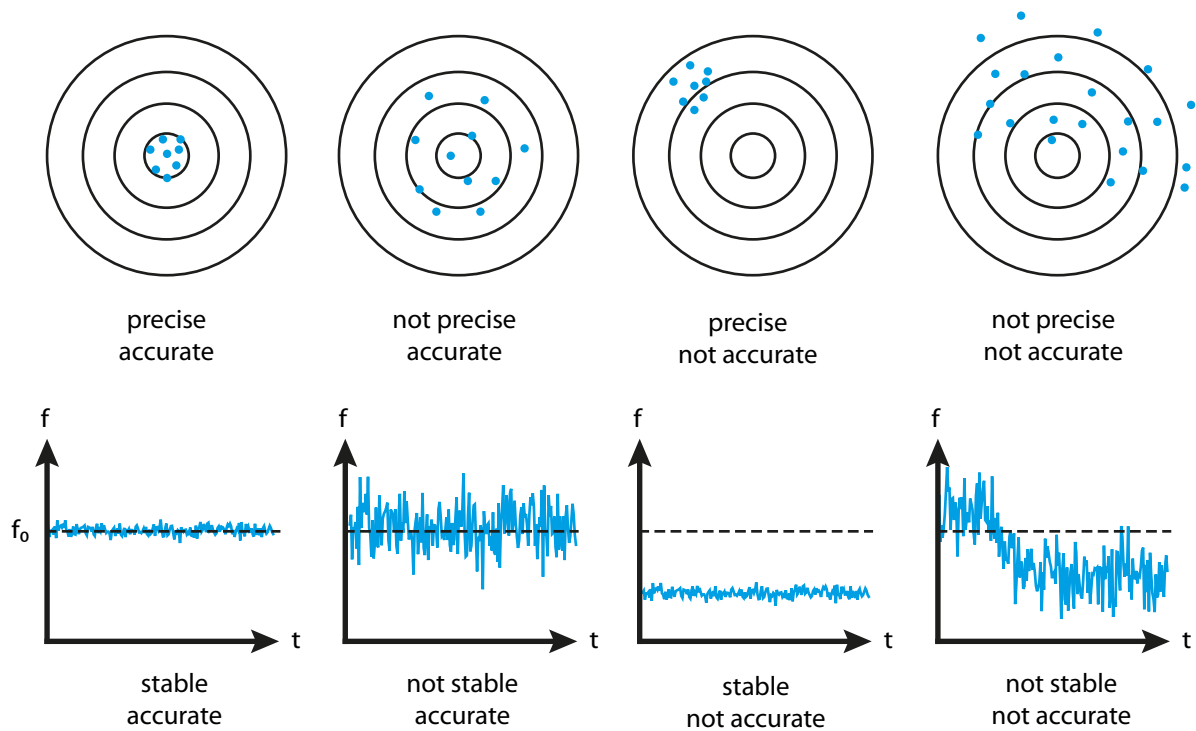 precise
accurate
not precise
accurate
precise
not accurate
not precise
not accurate
f
f
f
f
f₀
t
t
t
t
stable
accurate
not stable
accurate
stable
not accurate
not stable
not accurate